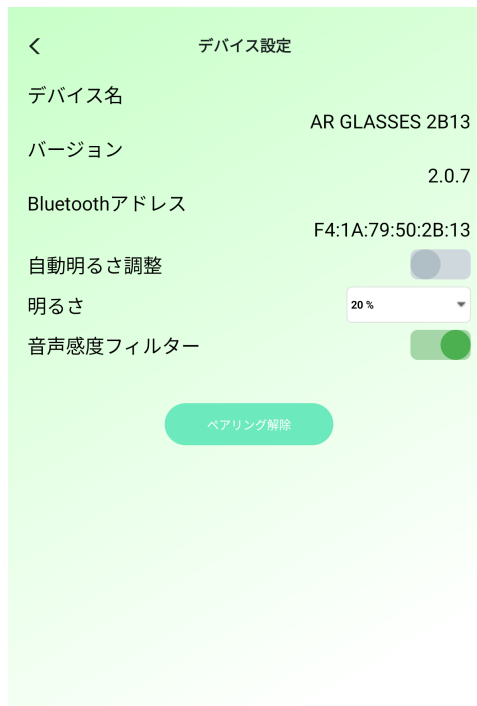 デバイス設定
デバイス名
AR GLASSES 2B13
バージョン
2.0.7
Bluetoothアドレス
F4:1A:79:50:2B:13
自動明るさ調整
明るさ
20 %
音声感度フィルター
ペアリング解除